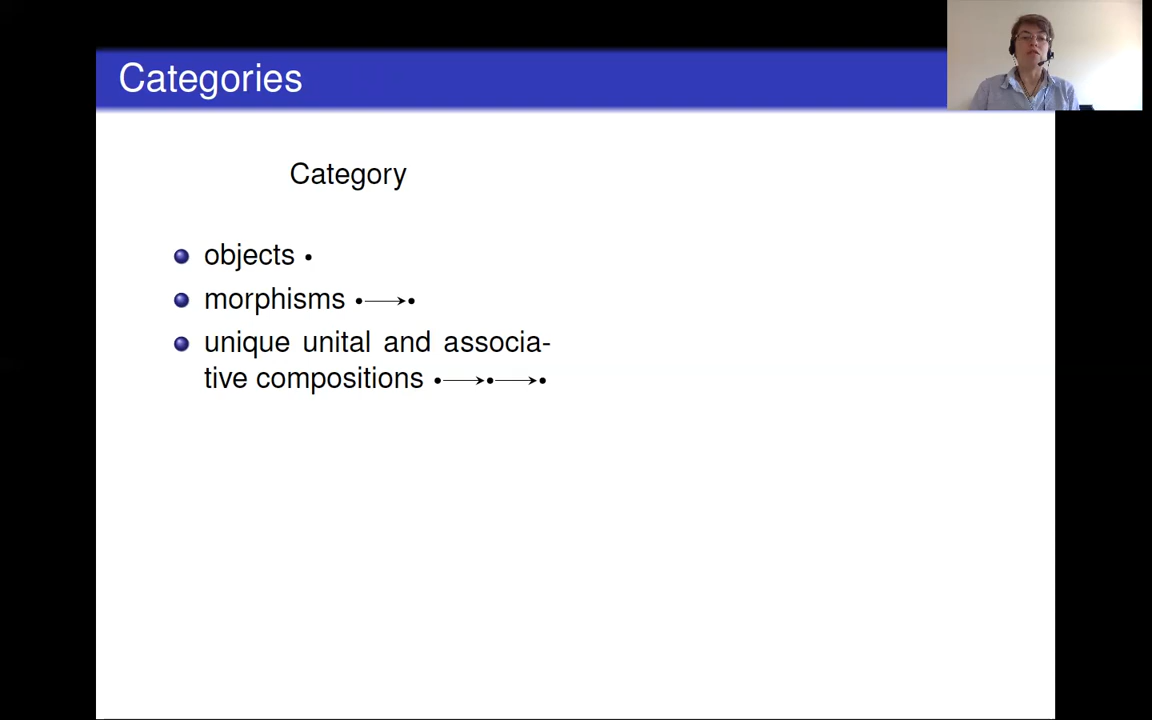 Categories
Category
objects
morphisms
unique unital and associa-
tive compositions